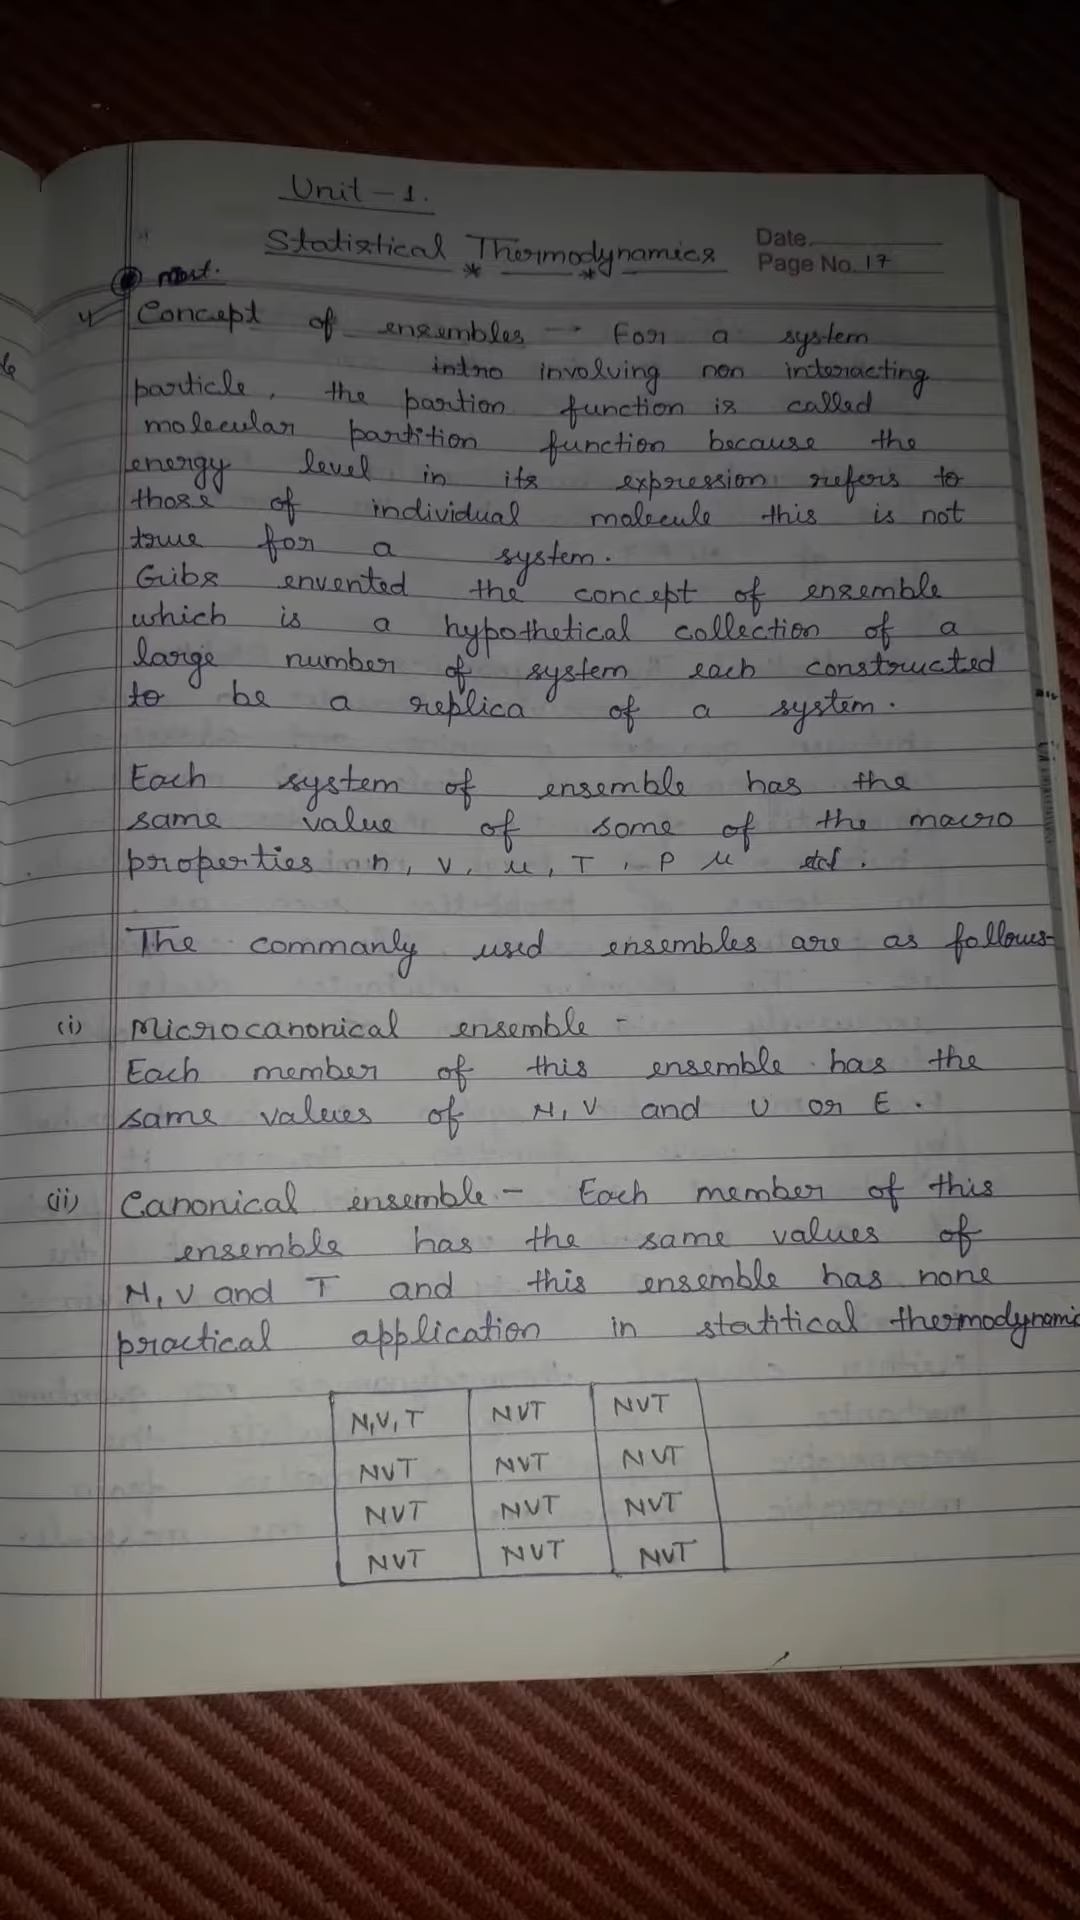 Unit - 1.
Statistical Thermodynamics
Date
Page No. 17
most.
Concept of ensembles → For a system
intro involving non interacting
particle, the partion function is called
molecular partition function because the
energy level in its expression refers to
those of individual molecule this is not
true for a system.
Gibs envented the concept of ensemble
which is a hypothetical collection of a
large number of system each constructed
to be a replica of a system.
Each system of ensemble has the
same value of some of the macro
properties n, V, μ, T, P μ etc.
The commanly used ensembles are as follows-
(i) Microcanonical ensemble -
Each member of this ensemble has the
same values of N, V and U or E.
(ii) Canonical ensemble - Each member of this
ensemble has the same values of
N, V and T and this ensemble has none
practical application in statitical thermodynamic
N,V,T NVT NVT
NVT NVT NVT
NVT NVT NVT
NVT NVT NVT